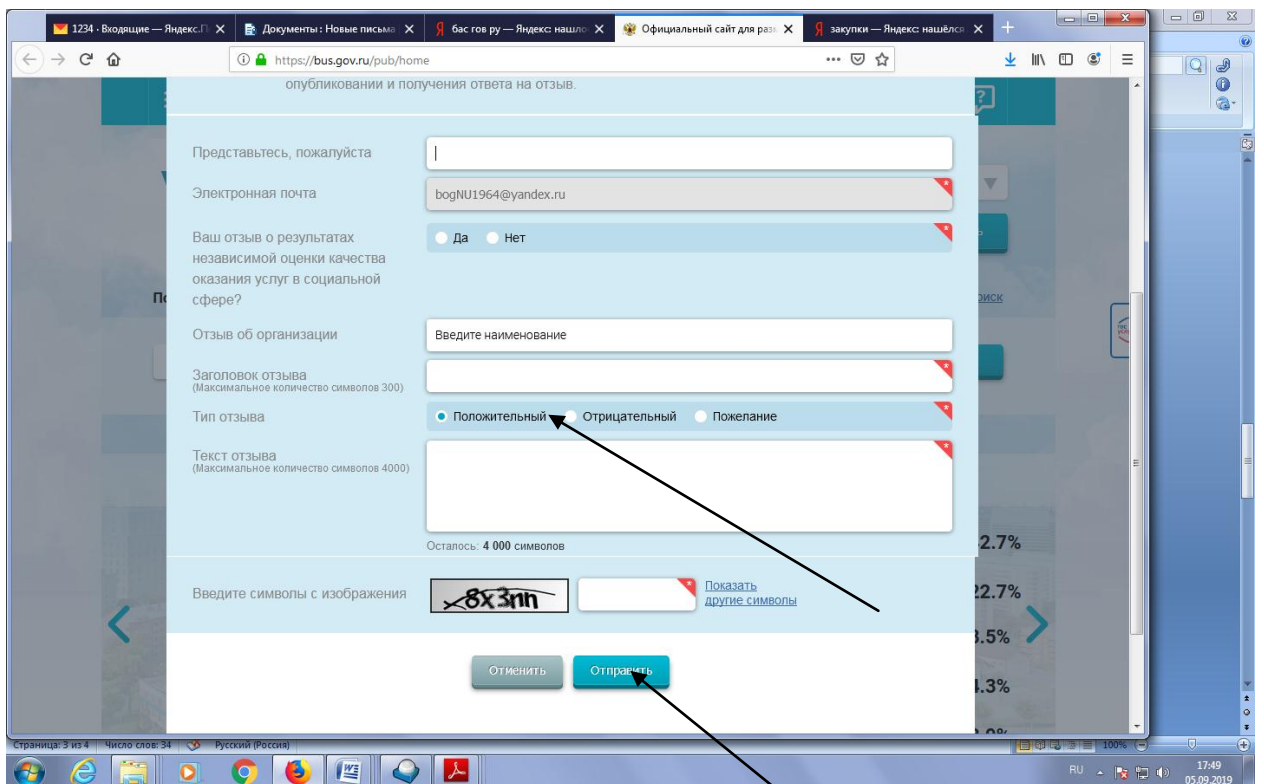 1234 · Входящие — Яндекс.П
Документы : Новые письма
бас гов ру — Яндекс: нашло
Официальный сайт для раз
закупки — Яндекс: нашёлся
https://bus.gov.ru/pub/home
опубликовании и получения ответа на отзыв.
Представьтесь, пожалуйста
Электронная почта
bogNU1964@yandex.ru
Ваш отзыв о результатах
независимой оценки качества
оказания услуг в социальной
сфере?
Да Нет
Отзыв об организации
Введите наименование
Заголовок отзыва
(Максимальное количество символов 300)
Тип отзыва
Положительный Отрицательный Пожелание
Текст отзыва
(Максимальное количество символов 4000)
Осталось: 4 000 символов
2.7%
Введите символов с изображения
8x3nn
Показать
другие символы
22.7%
3.5%
Отменить Отправить
4.3%
Страница: 3 из 4 Число слов: 34 Русский (Россия) 100%
RU 17:49
05.09.2019